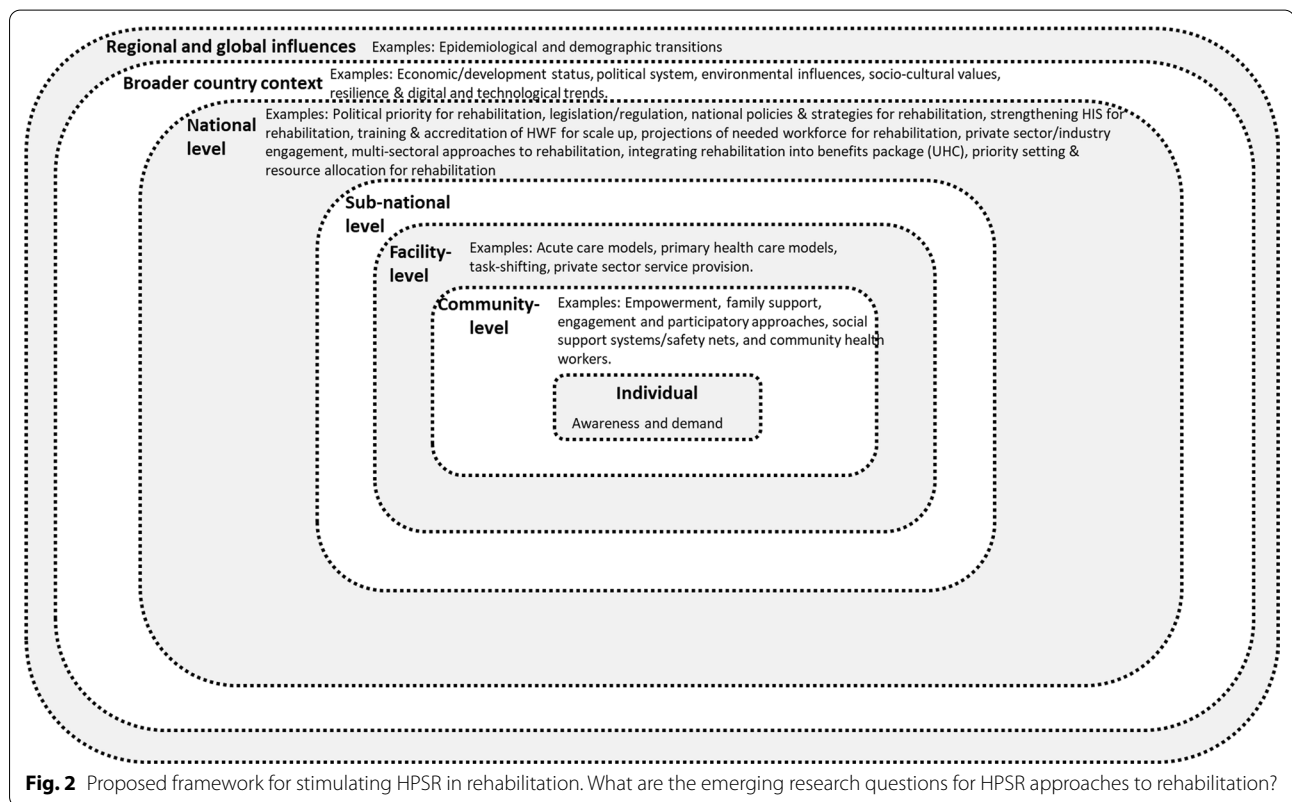 Regional and global influences Examples: Epidemiological and demographic transitions
Broader country context Examples: Economic/development status, political system, environmental influences, socio-cultural values,
resilience & digital and technological trends.
National Examples: Political priority for rehabilitation, legislation/regulation, national policies & strategies for rehabilitation, strengthening HIS for
level rehabilitation, training & accreditation of HWF for scale up, projections of needed workforce for rehabilitation, private sector/industry
engagement, multi-sectoral approaches to rehabilitation, integrating rehabilitation into benefits package (UHC), priority setting &
resource allocation for rehabilitation
Sub-national
level
Facility- Examples: Acute care models, primary health care models,
level task-shifting, private sector service provision.
Community- Examples: Empowerment, family support,
level engagement and participatory approaches, social
support systems/safety nets, and community health
workers.
Individual
Awareness and demand
Fig. 2 Proposed framework for stimulating HPSR in rehabilitation. What are the emerging research questions for HPSR approaches to rehabilitation?